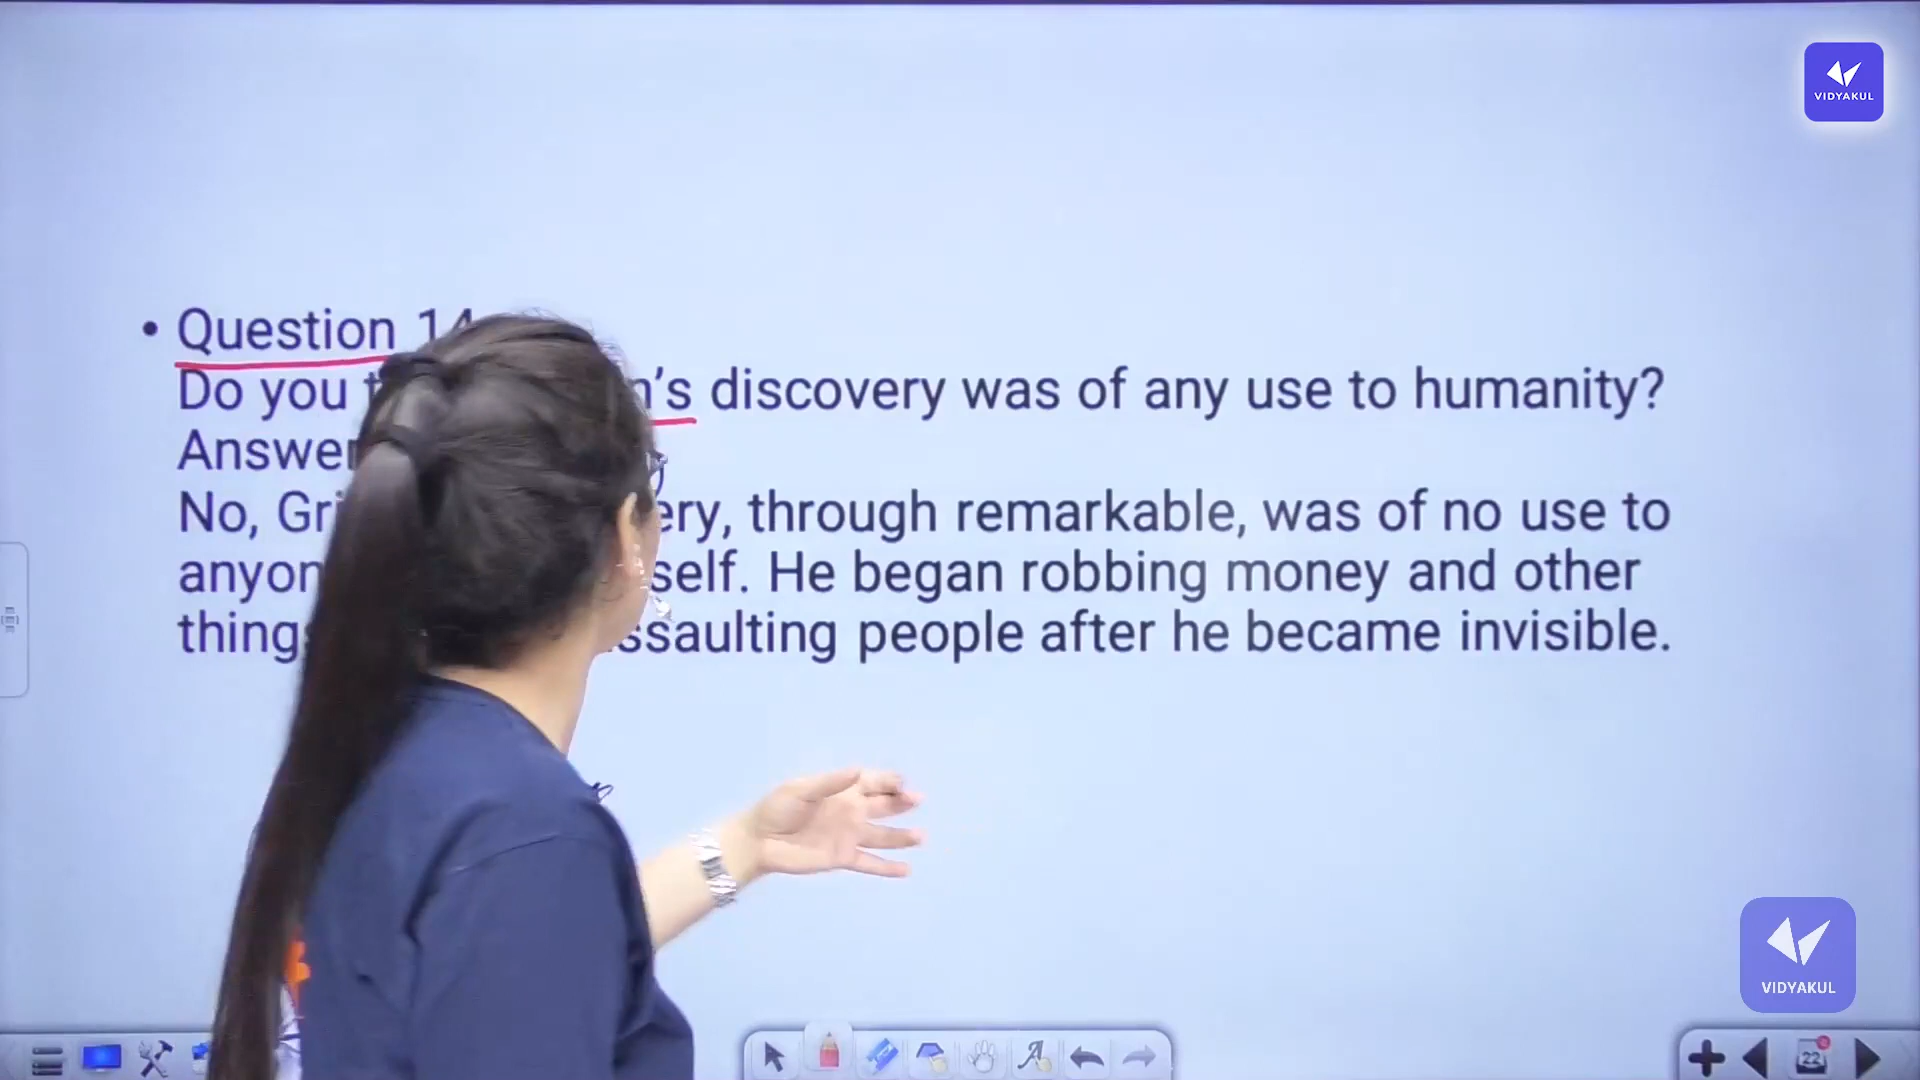 VIDYAKUL
• Question 14
Do you n's discovery was of any use to humanity?
Answer
No, Gri ery, through remarkable, was of no use to
anyon self. He began robbing money and other
thing ssaulting people after he became invisible.
VIDYAKUL
22